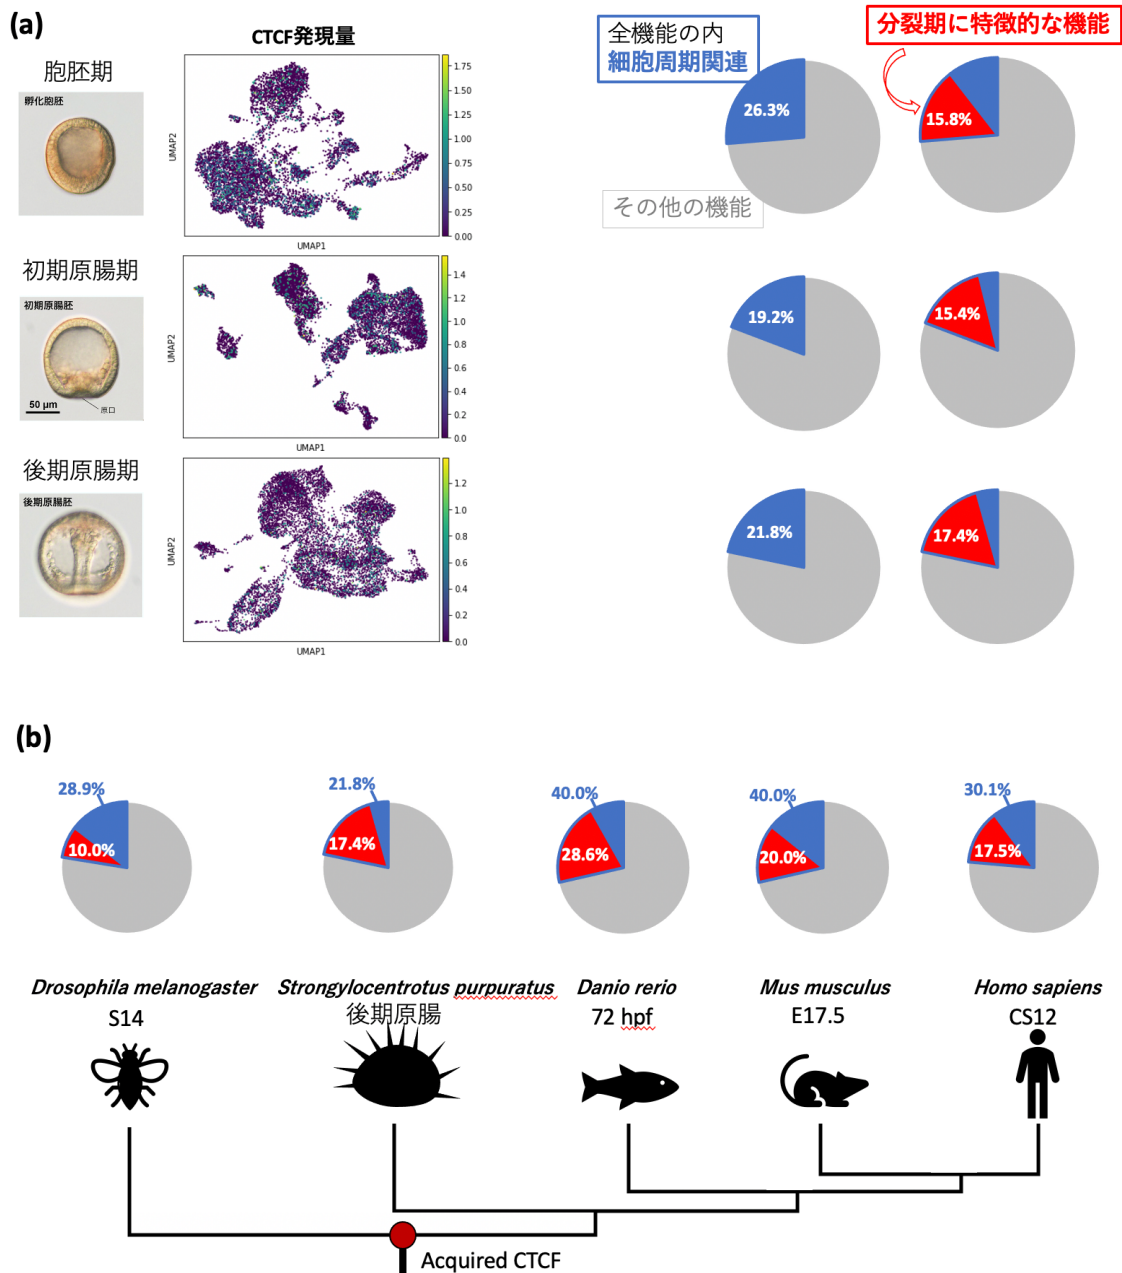 (a)
CTCF発現量
全機能の内
細胞周期関連
分裂期に特徴的な機能
胞胚期
孵化胞胚
UMAP2
UMAP1
1.75
1.50
1.25
1.00
0.75
0.50
0.25
0.00
26.3%
15.8%
その他の機能
初期原腸期
初期原腸胚
50 μm
原口
UMAP2
UMAP1
1.4
1.2
1.0
0.8
0.6
0.4
0.2
0.0
19.2%
15.4%
後期原腸期
後期原腸胚
UMAP2
UMAP1
1.2
1.0
0.8
0.6
0.4
0.2
0.0
21.8%
17.4%
(b)
28.9%
10.0%
21.8%
17.4%
40.0%
28.6%
40.0%
20.0%
30.1%
17.5%
Drosophila melanogaster
S14
Strongylocentrotus purpuratus
後期原腸
Danio rerio
72 hpf
Mus musculus
E17.5
Homo sapiens
CS12
Acquired CTCF